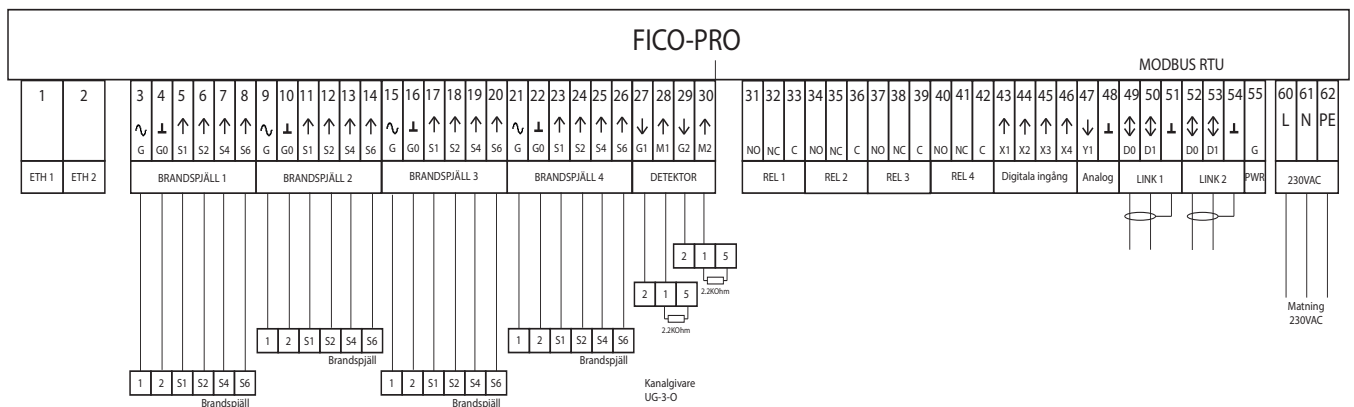 FICO-PRO
MODBUS RTU
1 2 3 4 5 6 7 8 9 10 11 12 13 14 15 16 17 18 19 20 21 22 23 24 25 26 27 28 29 30 31 32 33 34 35 36 37 38 39 40 41 42 43 44 45 46 47 48 49 50 51 52 53 54 55 60 61 62
L N PE
G G0 S1 S2 S4 S6 G G0 S1 S2 S4 S6 G G0 S1 S2 S4 S6 G G0 S1 S2 S4 S6 G1 M1 G2 M2 NO NC C NO NC C NO NC C NO NC C X1 X2 X3 X4 Y1 D0 D1 D0 D1 G
ETH 1 ETH 2 BRANDSPJÄLL 1 BRANDSPJÄLL 2 BRANDSPJÄLL 3 BRANDSPJÄLL 4 DETEKTOR REL 1 REL 2 REL 3 REL 4 Digitala ingång Analog LINK 1 LINK 2 PWR 230VAC
2 1 5
2.2KOhm
2 1 5
2.2KOhm
Matning
230VAC
1 2 S1 S2 S4 S6
Brandspjäll
1 2 S1 S2 S4 S6
Brandspjäll
1 2 S1 S2 S4 S6
Brandspjäll
1 2 S1 S2 S4 S6
Brandspjäll
Kanalgivare
UG-3-O